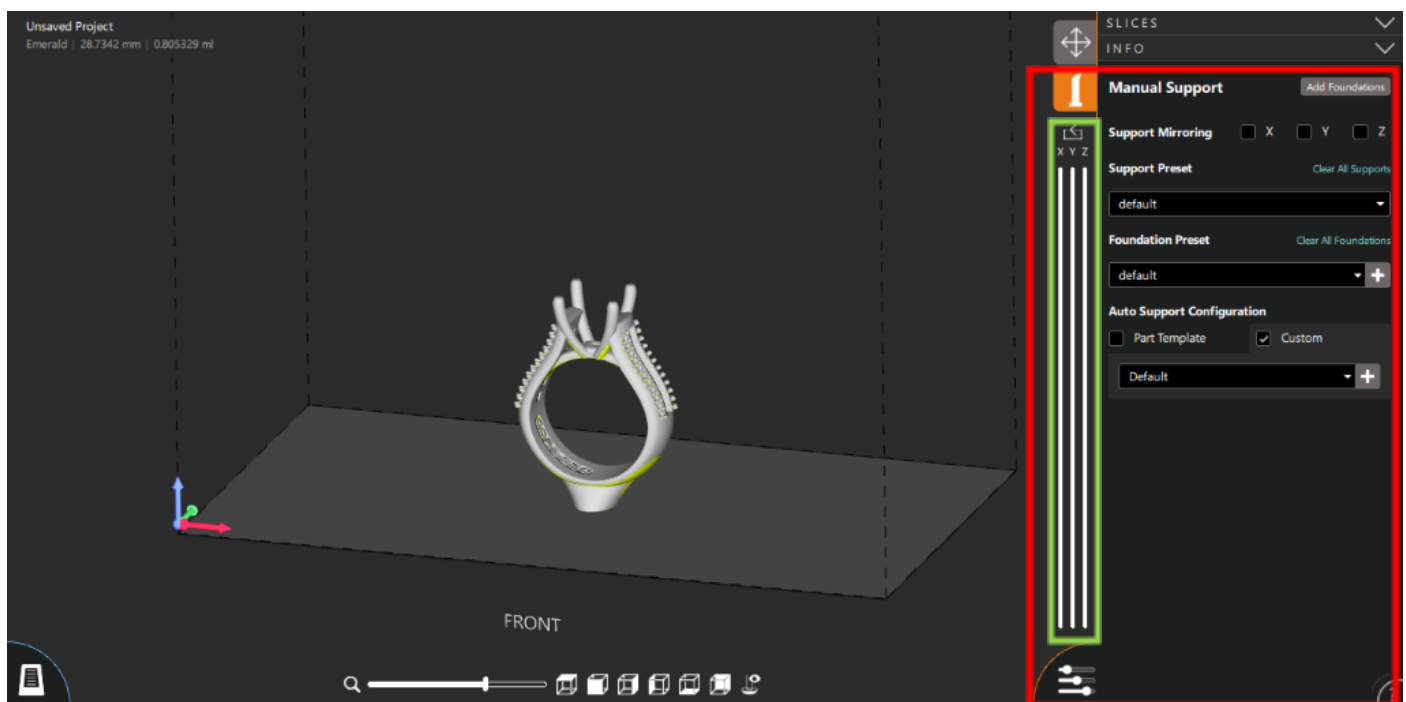 Unsaved Project
Emerald | 28.7342 mm | 0.805329 ml
SLICES
INFO
Manual Support
Add Foundations
Support Mirroring X Y Z
X Y Z
Support Preset
Clear All Supports
default
Foundation Preset
Clear All Foundations
default
Auto Support Configuration
Part Template
Custom
Default
FRONT